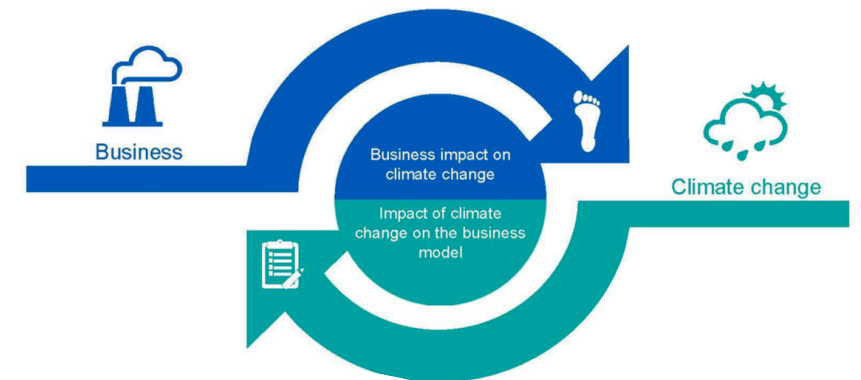 Business
Business impact on
climate change
Climate change
Impact of climate
change on the business
model